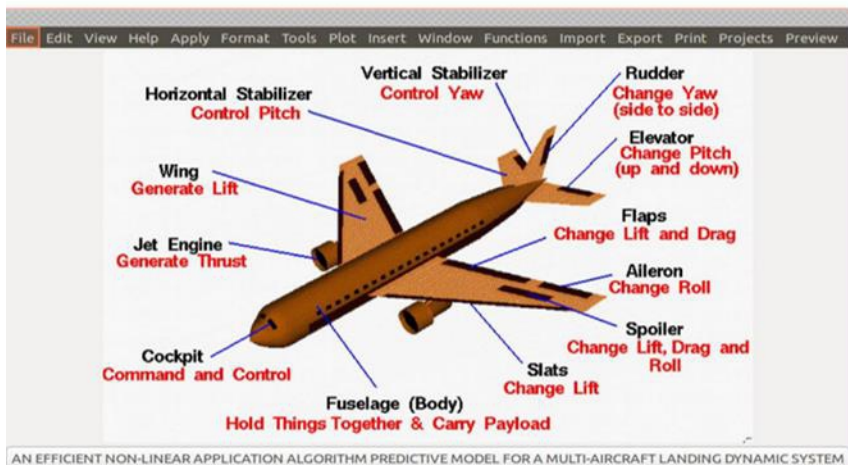 File Edit View Help Apply Format Tools Plot Insert Window Functions Import Export Print Projects Preview
Vertical Stabilizer
Control Yaw
Rudder
Change Yaw
(side to side)
Horizontal Stabilizer
Control Pitch
Elevator
Change Pitch
(up and down)
Wing
Generate Lift
Flaps
Change Lift and Drag
Jet Engine
Generate Thrust
Aileron
Change Roll
Spoiler
Change Lift, Drag and
Roll
Cockpit
Command and Control
Slats
Change Lift
Fuselage (Body)
Hold Things Together & Carry Payload
AN EFFICIENT NON-LINEAR APPLICATION ALGORITHM PREDICTIVE MODEL FOR A MULTI-AIRCRAFT LANDING DYNAMIC SYSTEM